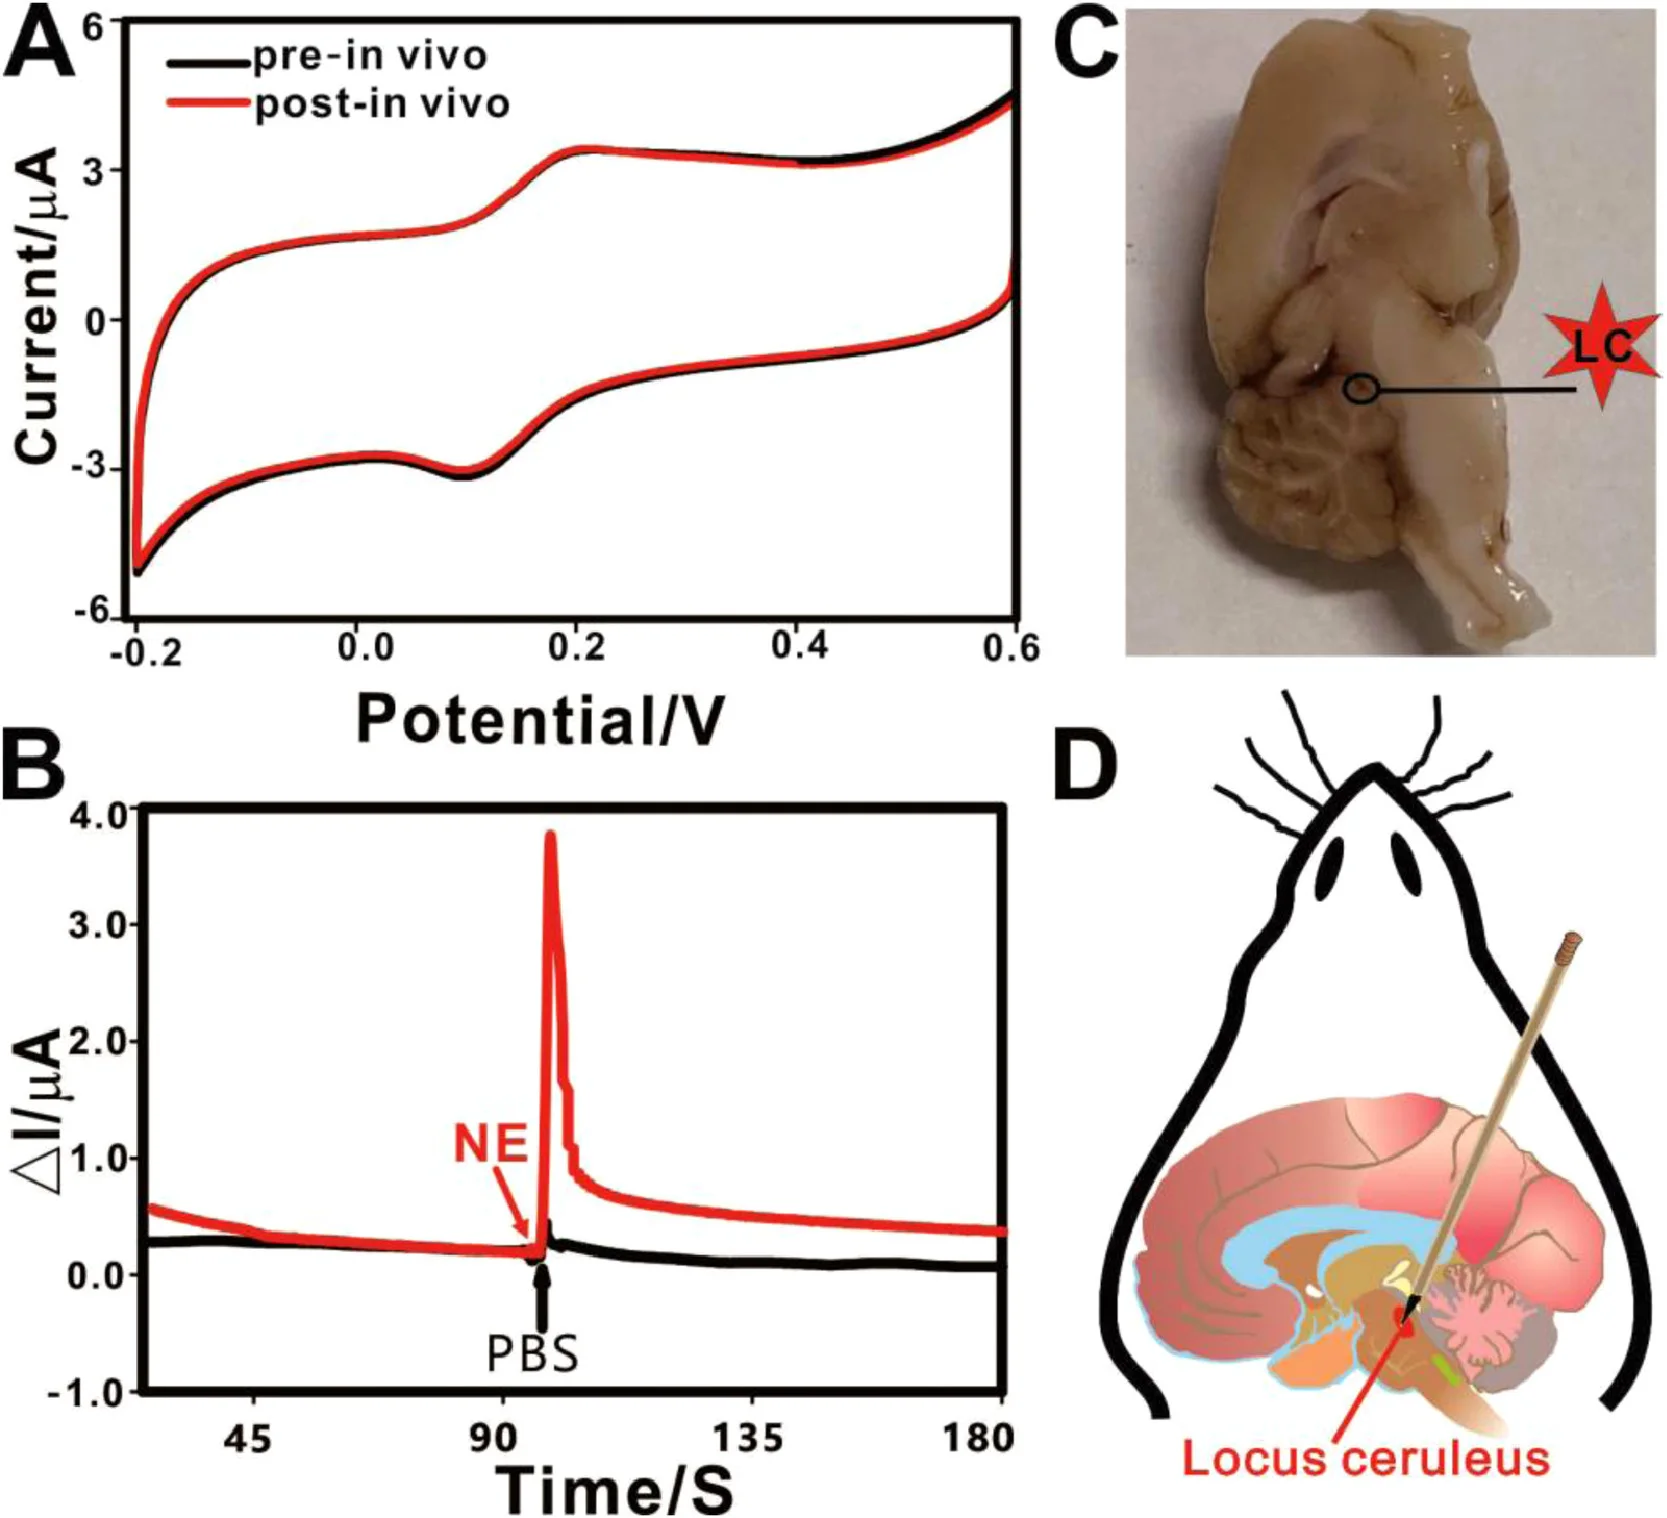 A
pre-in vivo
post-in vivo
6
3
0
-3
-6
Current/μA
-0.2 0.0 0.2 0.4 0.6
Potential/V
B
4.0
3.0
2.0
1.0
0.0
-1.0
△I/μA
NE
PBS
45 90 135 180
Time/S
C
LC
D
Locus ceruleus